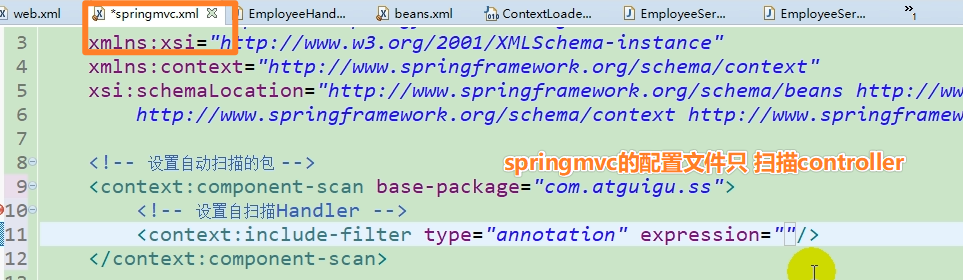 web.xml *springmvc.xml EmployeeHand... beans.xml ContextLoade... EmployeeSer... EmployeeSer... »1
3 xmlns:xsi="http://www.w3.org/2001/XMLSchema-instance"
4 xmlns:context="http://www.springframework.org/schema/context"
5 xsi:schemaLocation="http://www.springframework.org/schema/beans http://ww
6 http://www.springframework.org/schema/context http://www.
7
8 <!-- 设置自动扫描的包 -->
springmvc的配置文件只 扫描controller
9 <context:component-scan base-package="com.atguigu.ss">
10 <!-- 设置自扫描Handler -->
11 <context:include-filter type="annotation" expression=""/>
12 </context:component-scan>